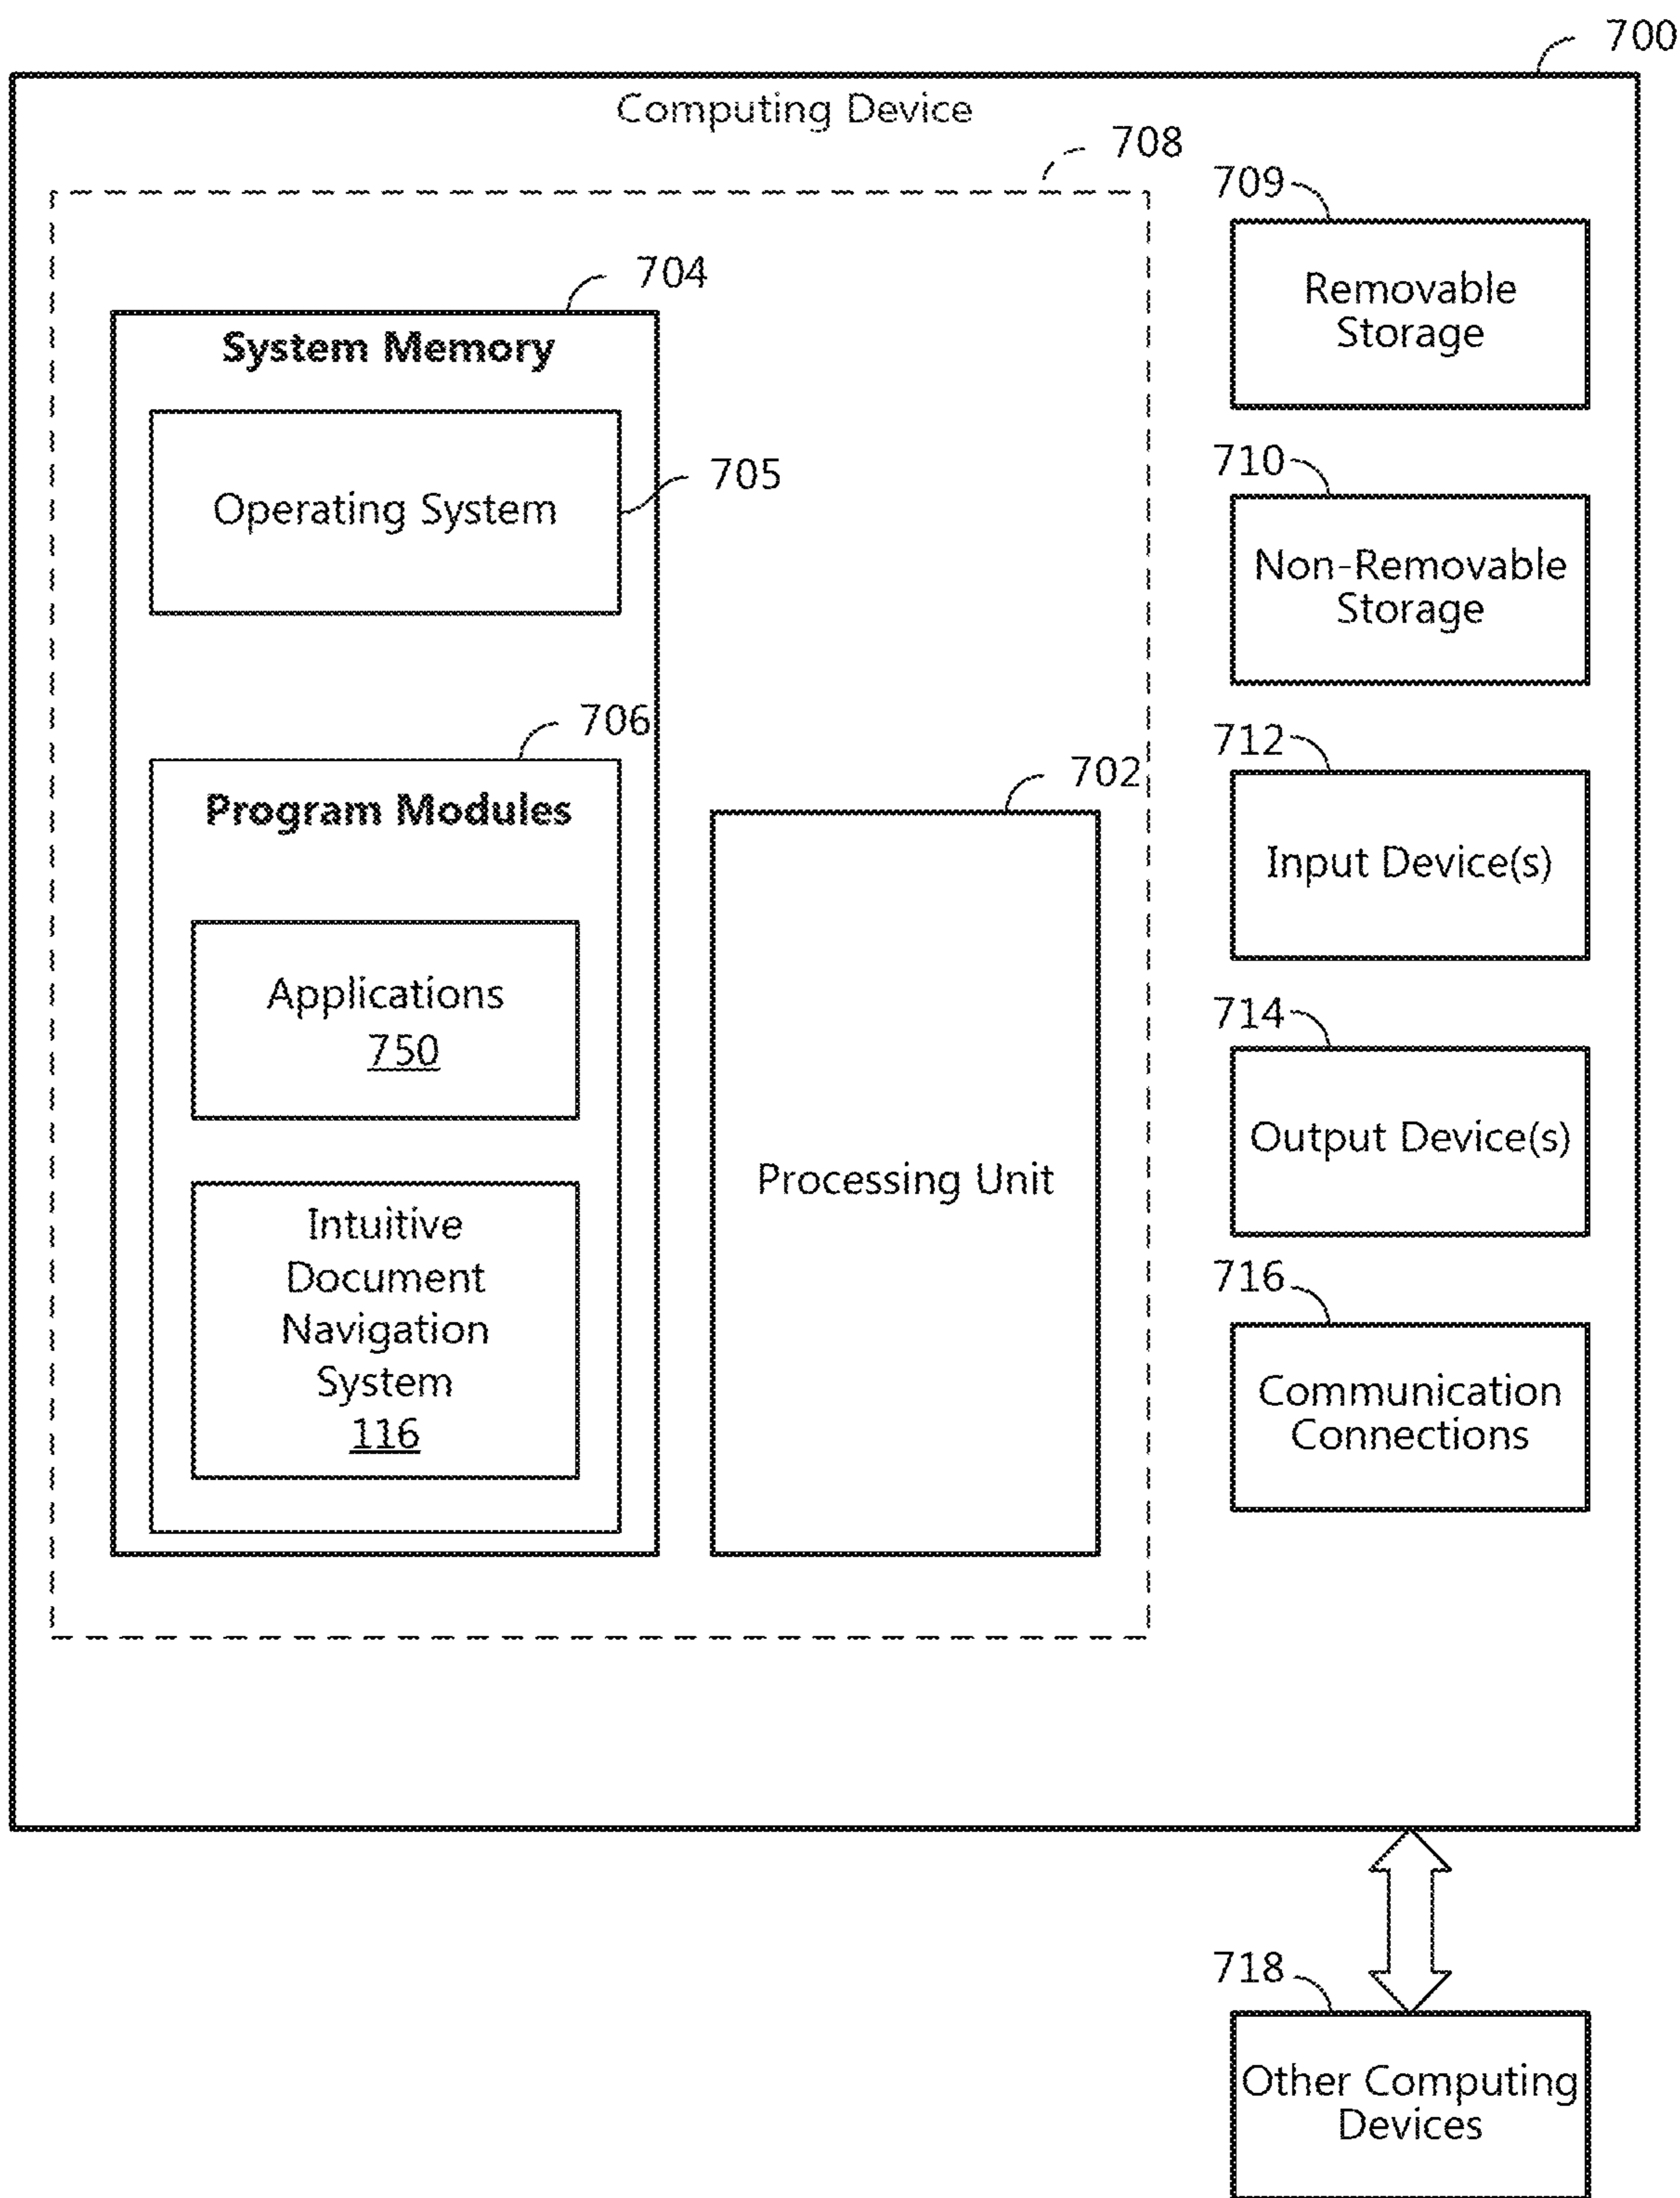 700
Computing Device
708
709
Removable
Storage
704
System Memory
Operating System
705
710
Non-Removable
Storage
706
Program Modules
702
712
Input Device(s)
Applications
750
714
Output Device(s)
Processing Unit
Intuitive
Document
Navigation
System
116
716
Communication
Connections
718
Other Computing
Devices